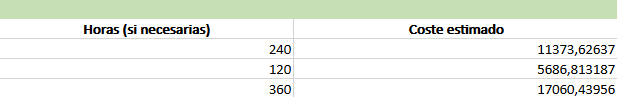 Horas (si necesarias) Coste estimado
240 11373,62637
120 5686,813187
360 17060,43956